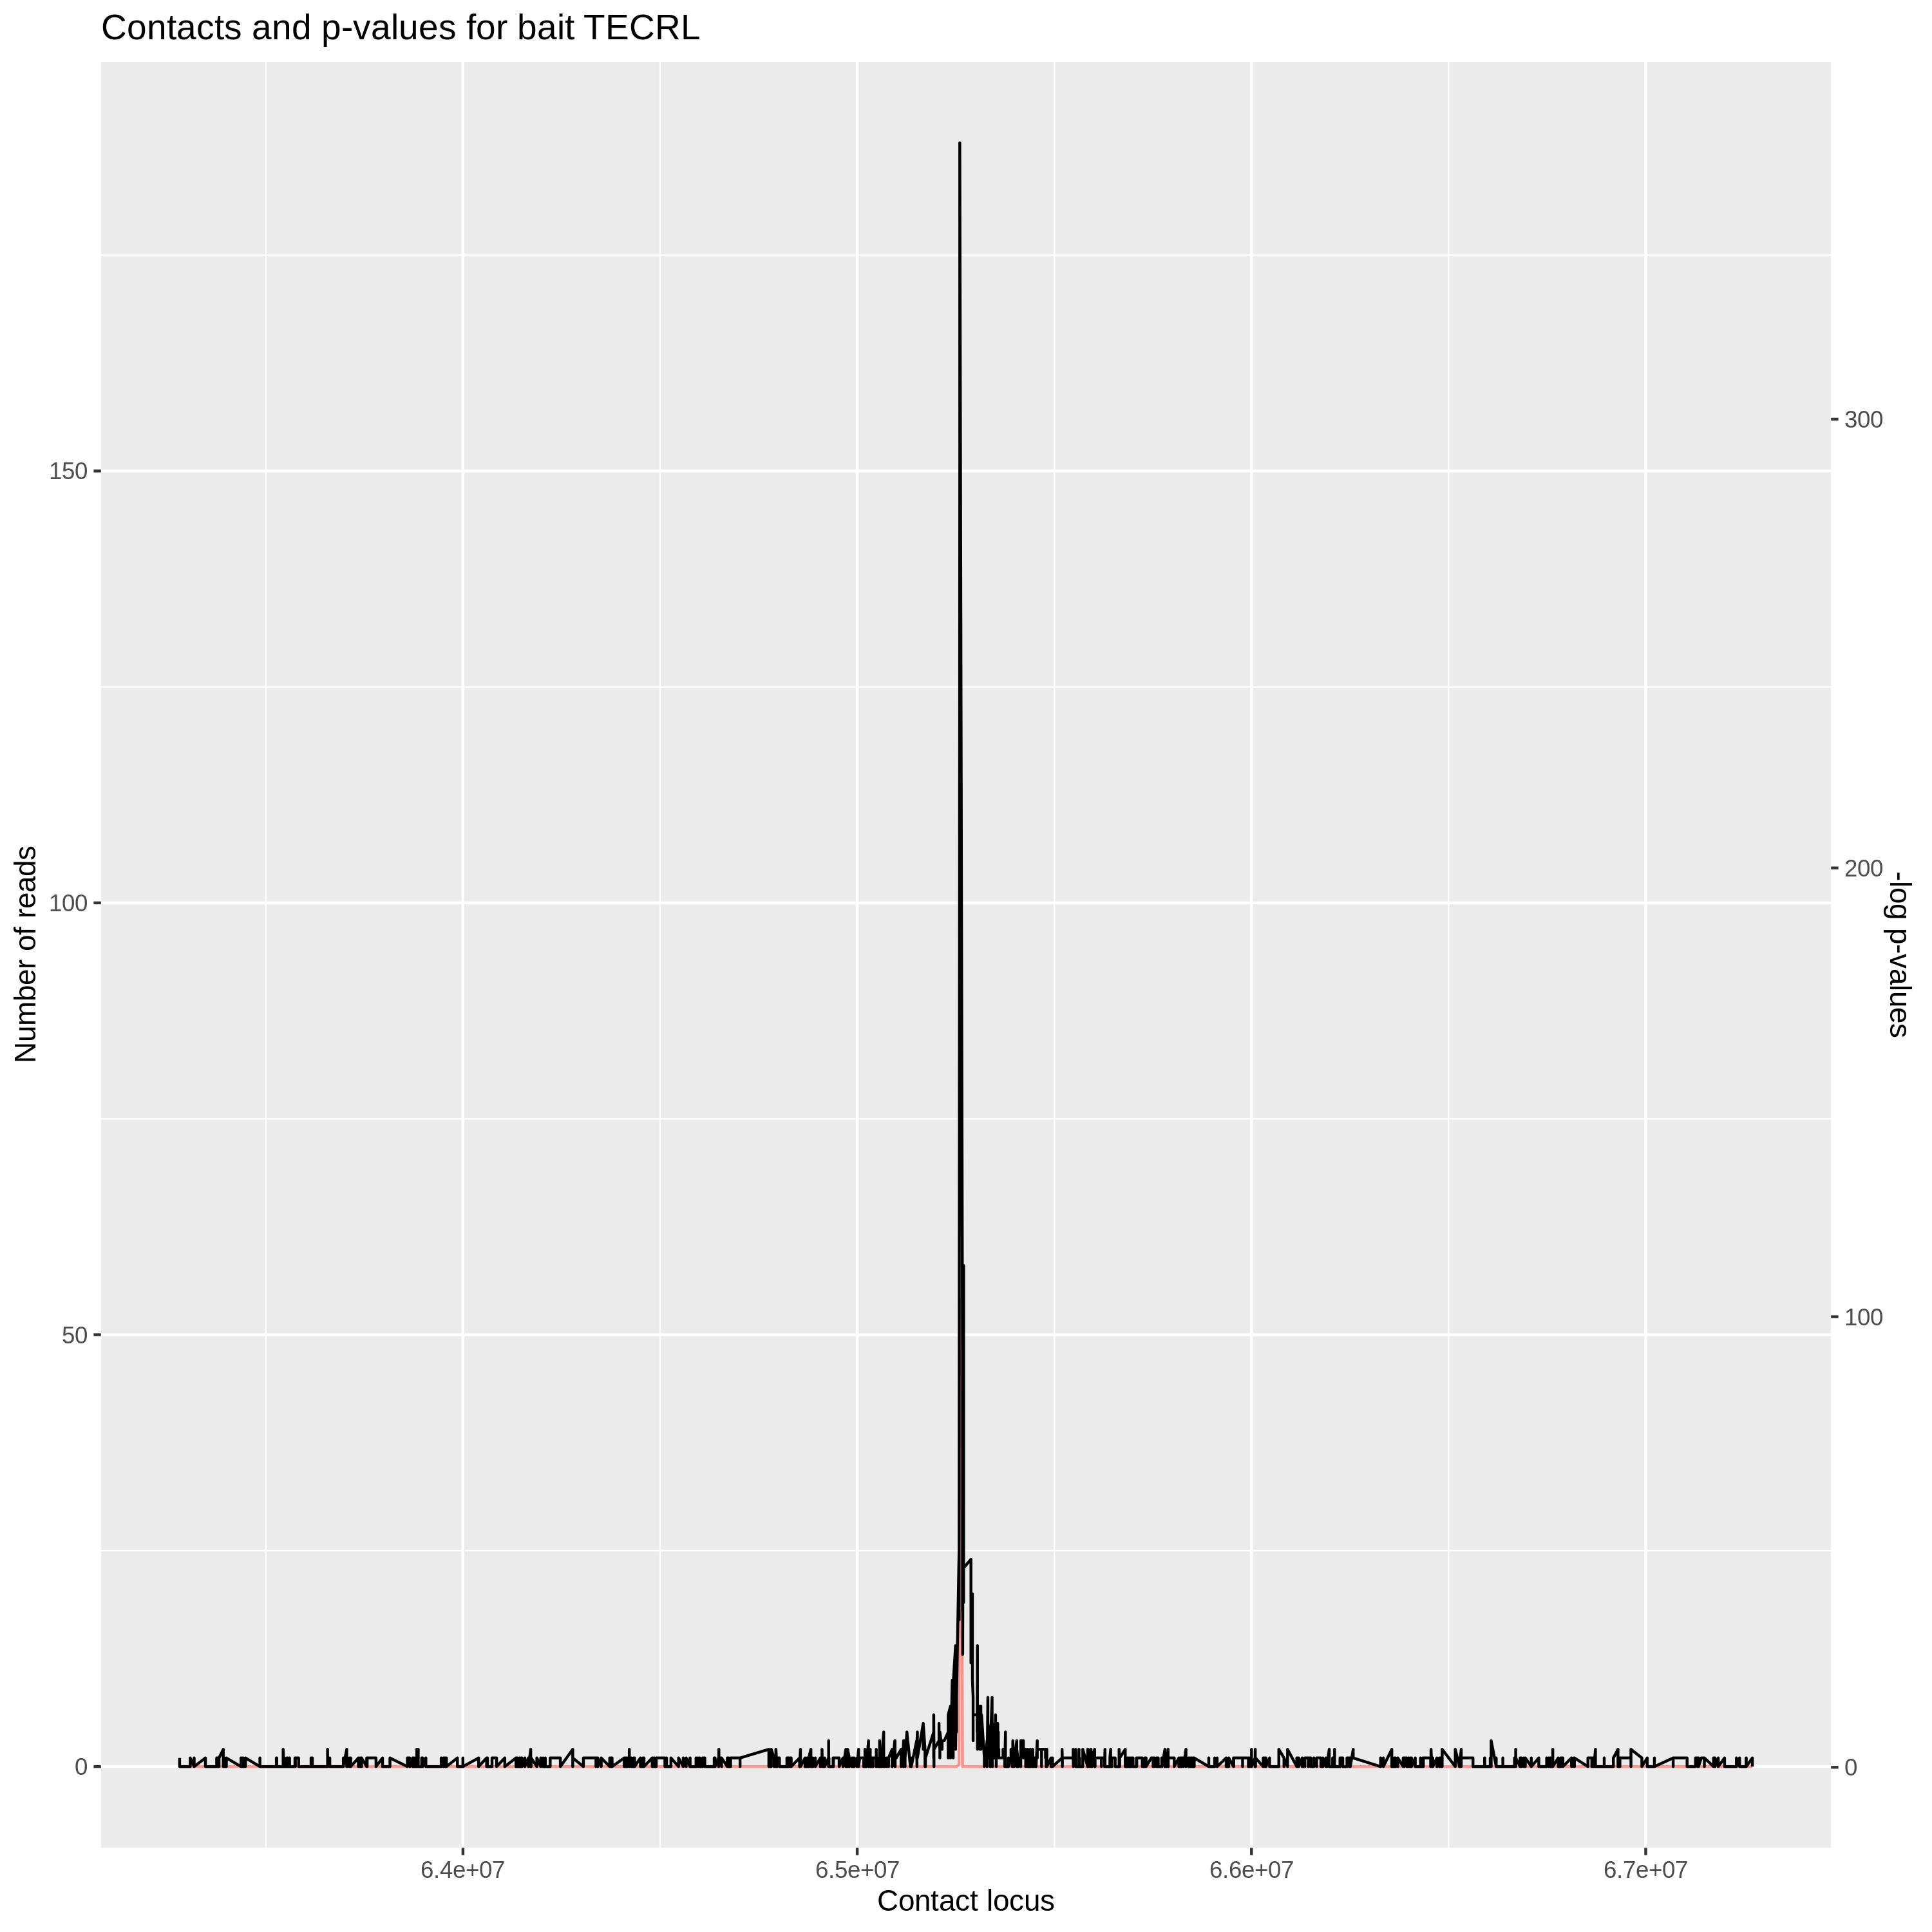 Contacts and p-values for bait TECRL
Number of reads
150
100
50
0
300
200
100
0
-log p-values
6.4e+07
6.5e+07
6.6e+07
6.7e+07
Contact locus